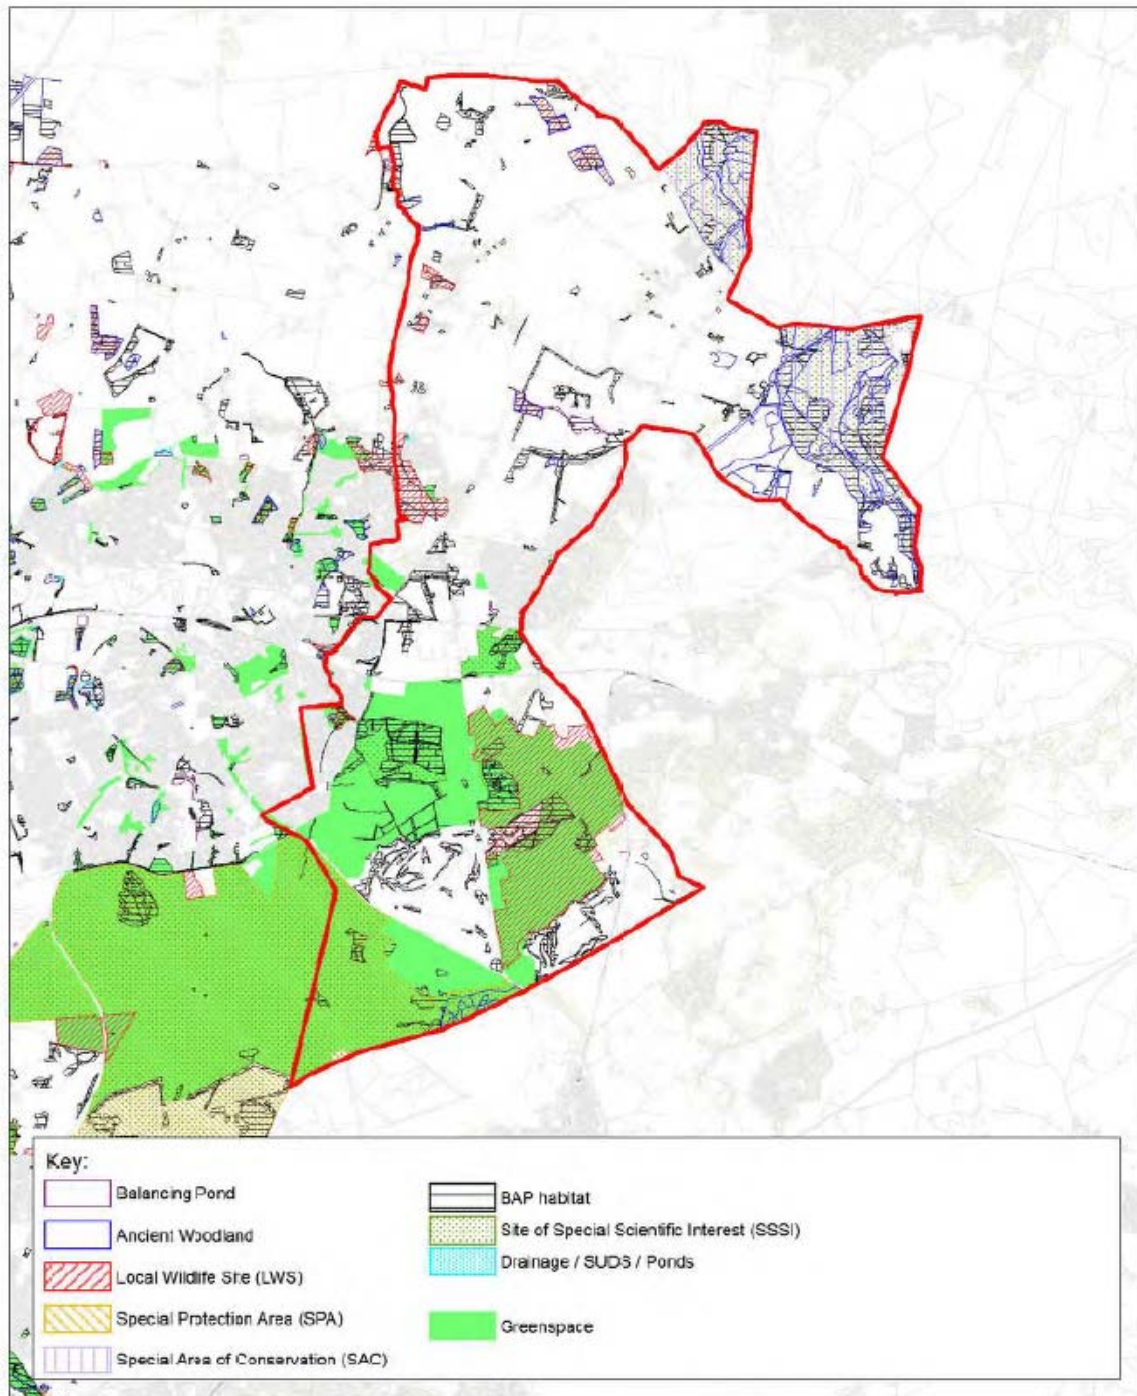 Key:
Balancing Pond
Ancient Woodland
Local Wildlife Site (LWS)
Special Protection Area (SPA)
Special Area of Conservation (SAC)
BAP habitat
Site of Special Scientific Interest (SSSI)
Drainage / SUDS / Ponds
Greenspace